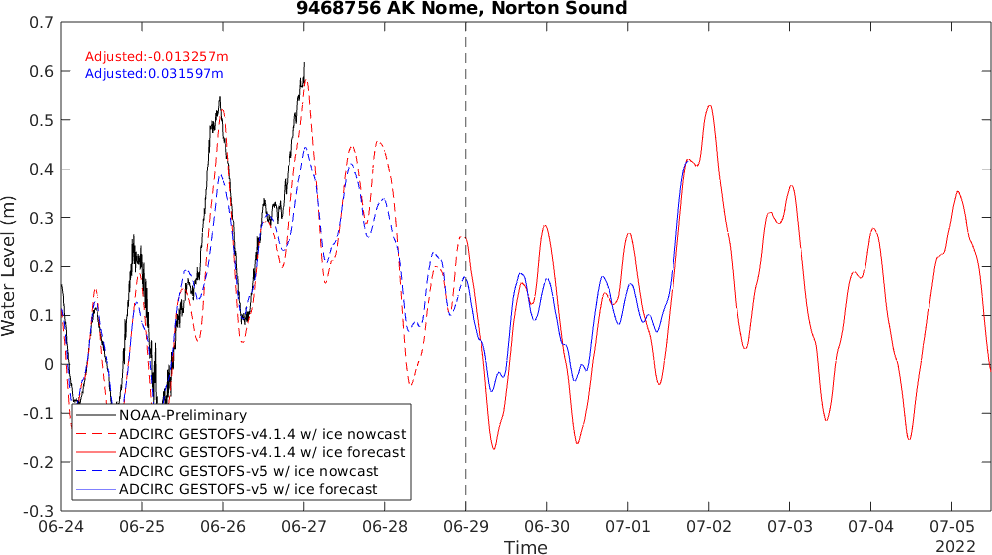 9468756 AK Nome, Norton Sound
Adjusted:-0.013257m
Adjusted:0.031597m
Water Level (m)
0.7
0.6
0.5
0.4
0.3
0.2
0.1
0
-0.1
-0.2
-0.3
NOAA-Preliminary
ADCIRC GESTOFS-v4.1.4 w/ ice nowcast
ADCIRC GESTOFS-v4.1.4 w/ ice forecast
ADCIRC GESTOFS-v5 w/ ice nowcast
ADCIRC GESTOFS-v5 w/ ice forecast
06-24 06-25 06-26 06-27 06-28 06-29 06-30 07-01 07-02 07-03 07-04 07-05
Time
2022